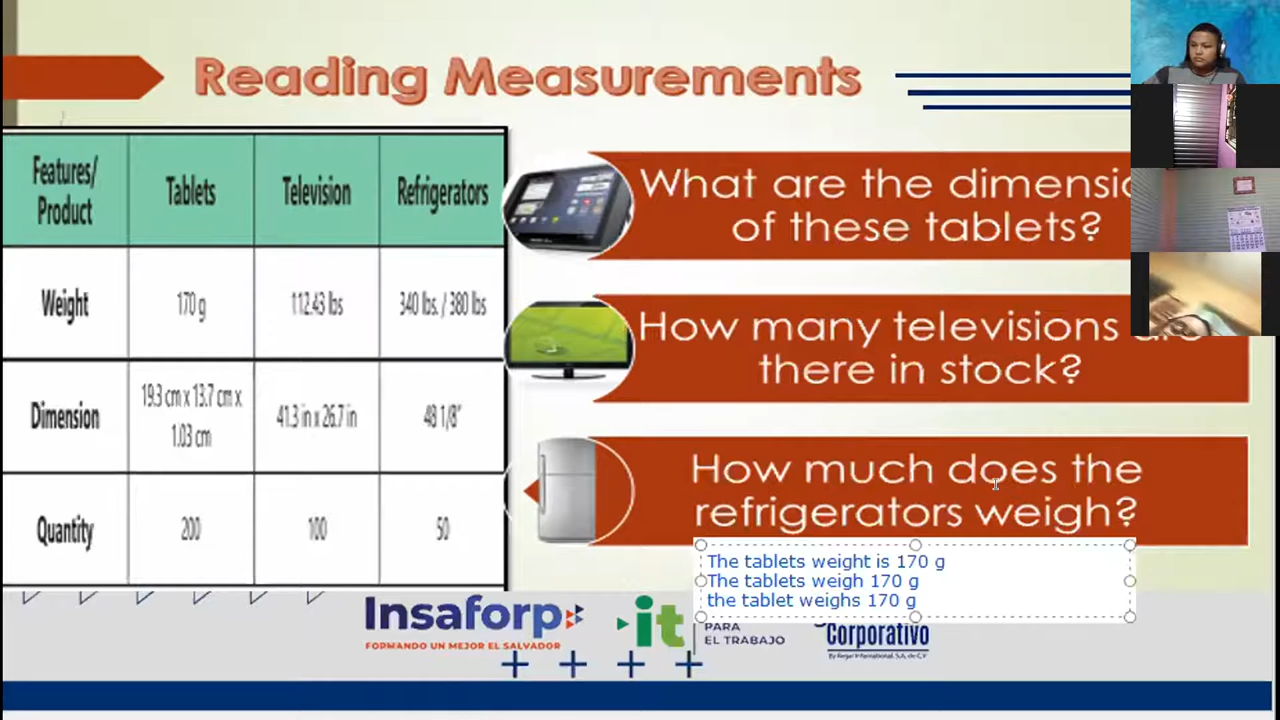 Reading Measurements
Features/
Product
Tablets
Television
Refrigerators
Weight
170 g
112.43 lbs
340 lbs. / 380 lbs
Dimension
19.3 cm x 13.7 cm x
1.03 cm
41.3 in x 26.7 in
48 1/8"
Quantity
200
100
50
What are the
of these tablets?
How many televisions
there in stock?
How much does the
refrigerators weigh?
The tablets weight is 170 g
The tablets weigh 170 g
the tablet weighs 170 g
Insaforp
FORMANDO UN MEJOR EL SALVADOR
it
PARA
EL TRABAJO
Corporativo